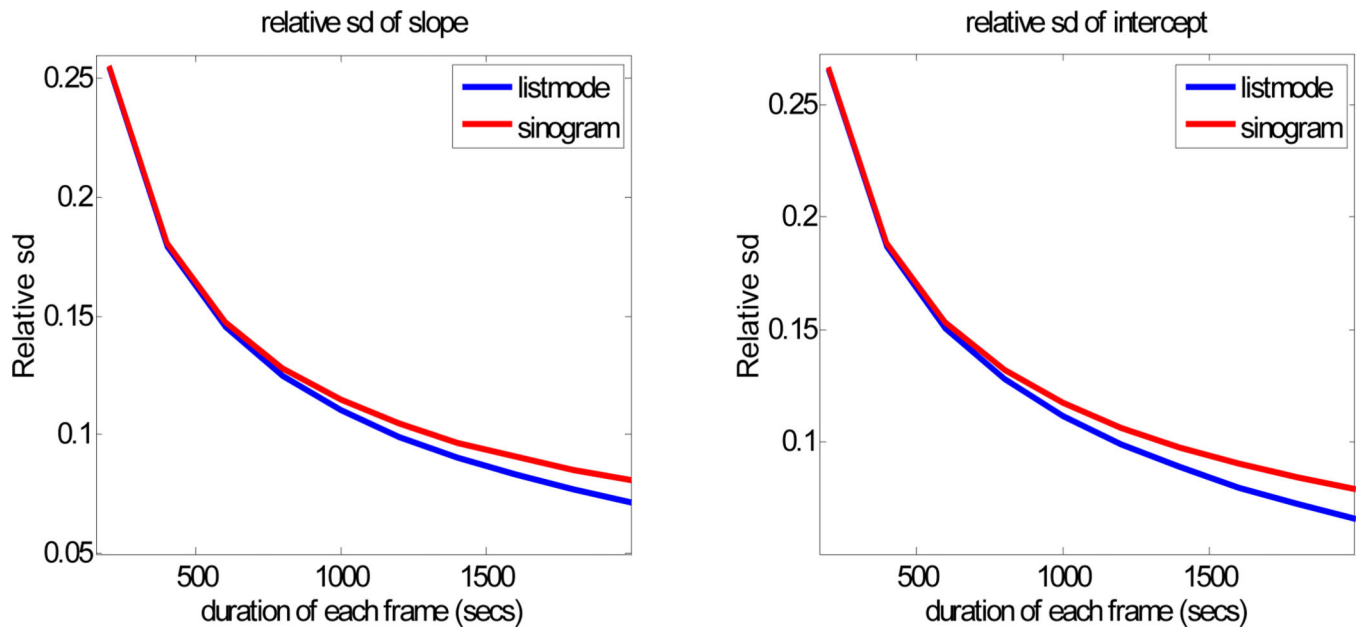 relative sd of slope
0.25
0.2
0.15
0.1
0.05
Relative sd
500 1000 1500
duration of each frame (secs)
listmode
sinogram
relative sd of intercept
0.25
0.2
0.15
0.1
Relative sd
500 1000 1500
duration of each frame (secs)
listmode
sinogram